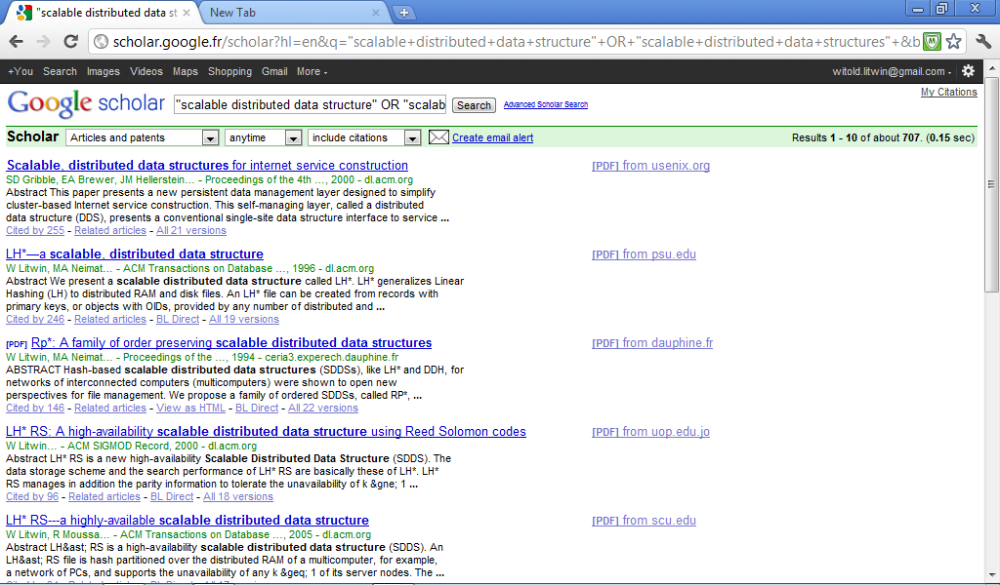 "scalable distributed data st
New Tab
scholar.google.fr/scholar?hl=en&q="scalable+distributed+data+structure"+OR+"scalable+distributed+data+structures"+&b
+You Search Images Videos Maps Shopping Gmail More
witold.litwin@gmail.com
My Citations
Google scholar
"scalable distributed data structure" OR "scalab
Search
Advanced Scholar Search
Scholar
Articles and patents
anytime
include citations
Create email alert
Results 1 - 10 of about 707. (0.15 sec)
Scalable, distributed data structures for internet service construction
[PDF] from usenix.org
SD Gribble, EA Brewer, JM Hellerstein... - Proceedings of the 4th ..., 2000 - dl.acm.org
Abstract This paper presents a new persistent data management layer designed to simplify
cluster-based Internet service construction. This self-managing layer, called a distributed
data structure (DDS), presents a conventional single-site data structure interface to service ...
Cited by 255 - Related articles - All 21 versions
LH*—a scalable, distributed data structure
[PDF] from psu.edu
W Litwin, MA Neimat... - ACM Transactions on Database ..., 1996 - dl.acm.org
Abstract We present a scalable distributed data structure called LH*. LH* generalizes Linear
Hashing (LH) to distributed RAM and disk files. An LH* file can be created from records with
primary keys, or objects with OIDs, provided by any number of distributed and ...
Cited by 246 - Related articles - BL Direct - All 19 versions
[PDF] Rp*: A family of order preserving scalable distributed data structures
[PDF] from dauphine.fr
W Litwin, MA Neimat... - Proceedings of the ..., 1994 - ceria3.experech.dauphine.fr
ABSTRACT Hash-based scalable distributed data structures (SDDSs), like LH* and DDH, for
networks of interconnected computers (multicomputers) were shown to open new
perspectives for file management. We propose a family of ordered SDDSs, called RP*, ...
Cited by 146 - Related articles - View as HTML - BL Direct - All 22 versions
LH* RS: A high-availability scalable distributed data structure using Reed Solomon codes
[PDF] from uop.edu.jo
W Litwin... - ACM SIGMOD Record, 2000 - dl.acm.org
Abstract LH* RS is a new high-availability Scalable Distributed Data Structure (SDDS). The
data storage scheme and the search performance of LH* RS are basically these of LH*. LH*
RS manages in addition the parity information to tolerate the unavailability of k &gne; 1 ...
Cited by 96 - Related articles - BL Direct - All 18 versions
LH* RS---a highly-available scalable distributed data structure
[PDF] from scu.edu
W Litwin, R Moussa... - ACM Transactions on Database ..., 2005 - dl.acm.org
Abstract LH&ast; RS is a high-availability scalable distributed data structure (SDDS). An
LH&ast; RS file is hash partitioned over the distributed RAM of a multicomputer, for example,
a network of PCs, and supports the unavailability of any k &geq; 1 of its server nodes. The ...